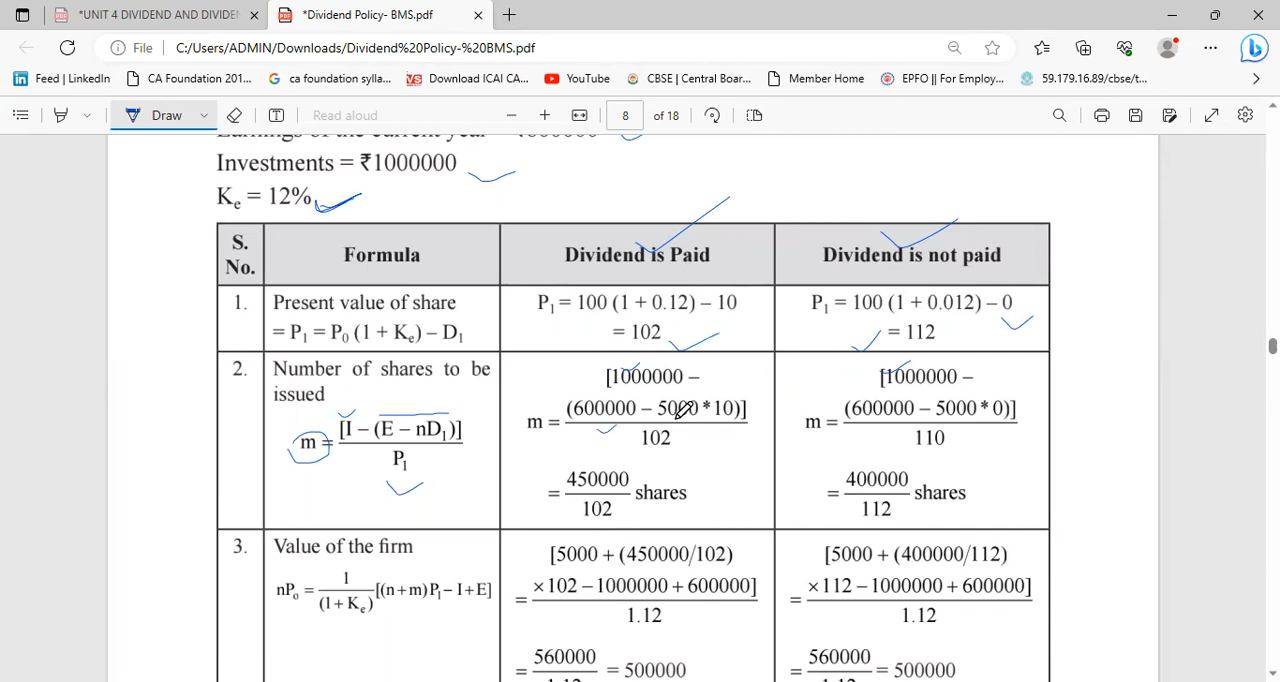 *UNIT 4 DIVIDEND AND DIVIDE
*Dividend Policy- BMS.pdf
File
C:/Users/ADMIN/Downloads/Dividend%20Policy-%20BMS.pdf
Feed | LinkedIn
CA Foundation 201...
ca foundation sylla...
Download ICAI CA...
YouTube
CBSE | Central Boar...
Member Home
EPFO || For Employ...
59.179.16.89/cbse/t...
Draw
Read aloud
8
of 18
Investments = ₹1000000
Kₑ = 12%
S. No.
Formula
Dividend is Paid
Dividend is not paid
1.
Present value of share
= P₁ = P₀ (1 + Kₑ) – D₁
P₁ = 100 (1 + 0.12) – 10
= 102
P₁ = 100 (1 + 0.012) – 0
= 112
2.
Number of shares to be
issued
m = [I – (E – nD₁)] / P₁
m = [1000000 – (600000 – 5000 * 10)] / 102
= 450000/102 shares
m = [1000000 – (600000 – 5000 * 0)] / 110
= 400000/112 shares
3.
Value of the firm
nP₀ = 1/(1 + Kₑ) [(n + m)P₁ – I + E]
= [5000 + (450000/102) × 102 – 1000000 + 600000] / 1.12
= 560000/1.12 = 500000
= [5000 + (400000/112) × 112 – 1000000 + 600000] / 1.12
= 560000/1.12 = 500000